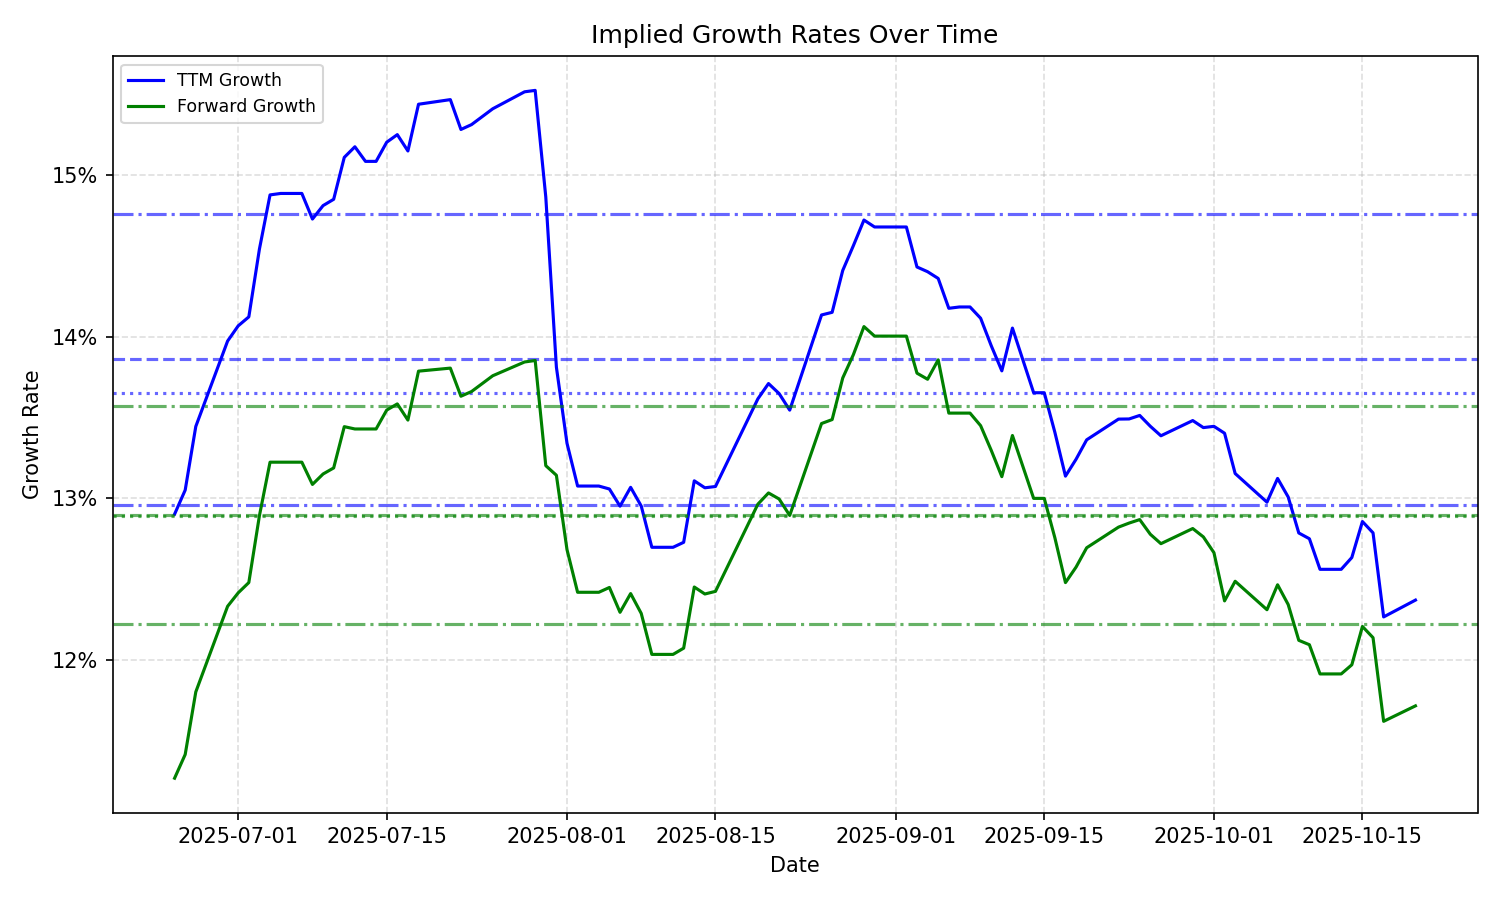 Implied Growth Rates Over Time
TTM Growth
Forward Growth
15%
14%
13%
12%
Growth Rate
2025-07-01
2025-07-15
2025-08-01
2025-08-15
2025-09-01
2025-09-15
2025-10-01
2025-10-15
Date